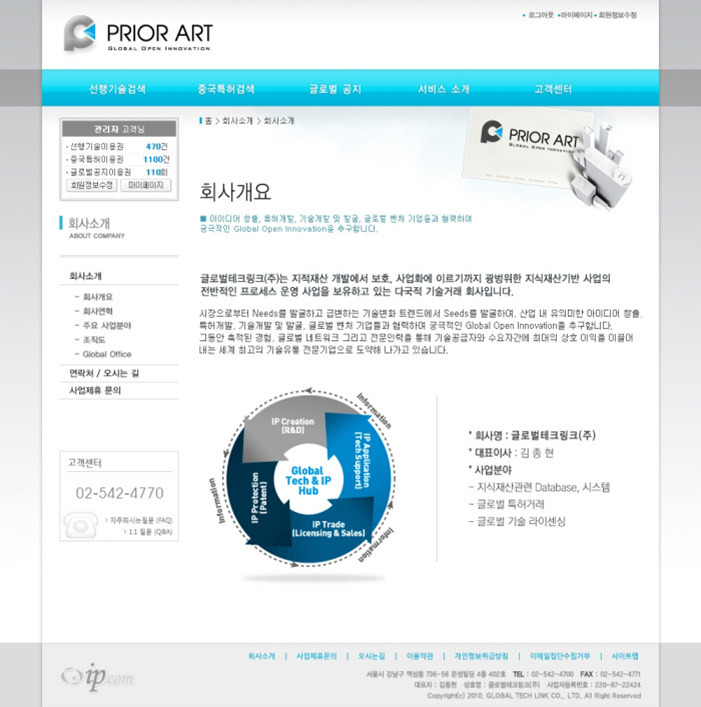 로그아웃 마이페이지 회원정보수정
PRIOR ART
GLOBAL OPEN INNOVATION
선행기술검색 중국특허검색 글로벌 공지 서비스 소개 고객센터
관리자 고객님
선행기술이용권 470건
중국특허이용권 1100건
글로벌공지이용권 110회
회원정보수정 마이페이지
홈 > 회사소개 > 회사소개
PRIOR ART
GLOBAL OPEN INNOVATION
회사개요
■ 아이디어 창출, 특허개발, 기술개발 및 발굴, 글로벌 벤처 기업들과 협력하여
궁극적인 Global Open Innovation을 추구합니다.
회사소개
ABOUT COMPANY
회사소개
- 회사개요
- 회사연혁
- 주요 사업분야
- 조직도
- Global Office
연락처 / 오시는 길
사업제휴 문의
고객센터
02-542-4770
> 자주하시는질문 (FAQ)
> 1:1 질문 (Q&A)
글로벌테크링크(주)는 지적재산 개발에서 보호, 사업화에 이르기까지 광범위한 지식재산기반 사업의
전반적인 프로세스 운영 사업을 보유하고 있는 다국적 기술거래 회사입니다.
시장으로부터 Needs를 발굴하고 급변하는 기술변화 트렌드에서 Seeds를 발굴하여, 산업 내 유의미한 아이디어 창출,
특허개발, 기술개발 및 발굴, 글로벌 벤처 기업들과 협력하여 궁극적인 Global Open Innovation을 추구합니다.
그동안 축적된 경험, 글로벌 네트워크 그리고 전문인력을 통해 기술공급자와 수요자간에 최대의 상호 이익을 이끌어
내는 세계 최고의 기술유통 전문기업으로 도약해 나가고 있습니다.
IP Creation
(R&D)
Information
IP Application
(Tech Support)
Global
Tech & IP
Hub
IP Protection
(Patent)
Information
IP Trade
(Licensing & Sales)
Information
* 회사명 : 글로벌테크링크(주)
* 대표이사 : 김 종 현
* 사업분야
- 지식재산관련 Database, 시스템
- 글로벌 특허거래
- 글로벌 기술 라이센싱
회사소개 | 사업제휴문의 | 오시는길 | 이용약관 | 개인정보취급방침 | 이메일집단수집거부 | 사이트맵
ip.com
서울시 강남구 역삼동 736-58 문성빌딩 4층 402호 TEL : 02-542-4700 FAX : 02-542-4771
대표자 : 김종현 상호명 : 글로벌테크링크(주) 사업자등록번호 : 220-87-22424
Copyright(c) 2010, GLOBAL TECH LINK CO,. LTD, All Right Reserved